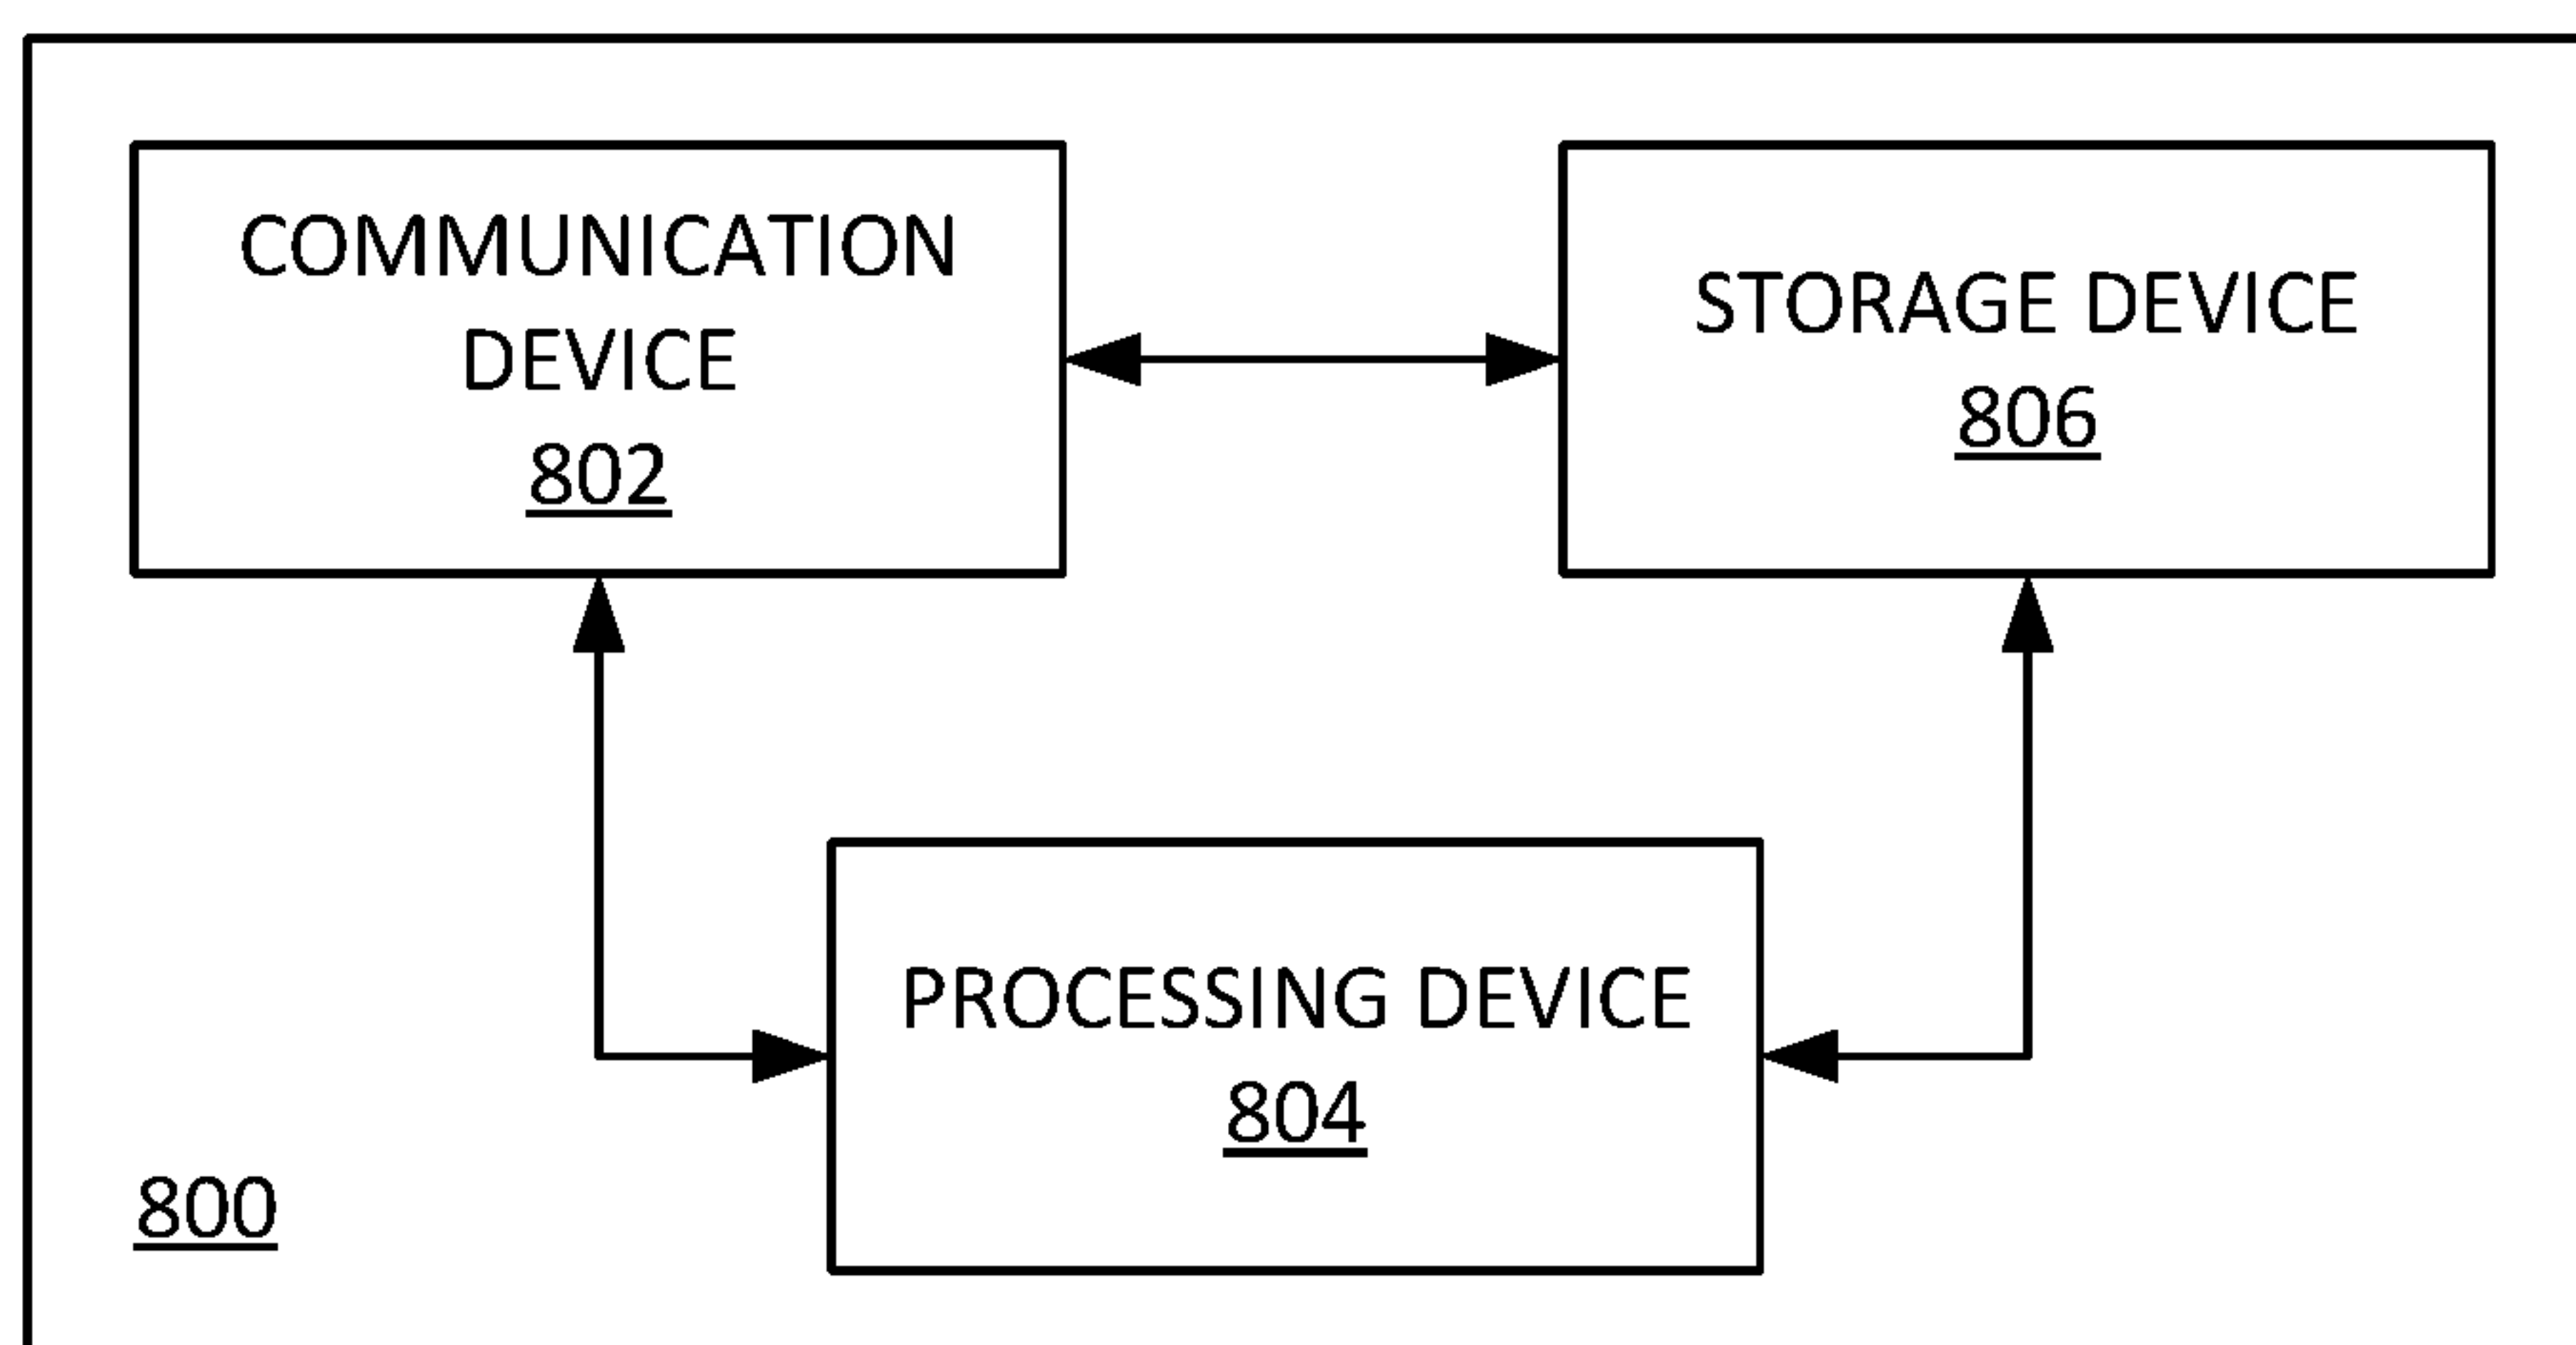 COMMUNICATION
DEVICE
802
STORAGE DEVICE
806
PROCESSING DEVICE
804
800